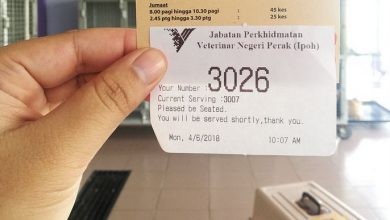 Jumaat
8.00 pagi hingga 10.30 pagi : 45 kes
2.45 ptg hingga 3.50 ptg : 25 kes
Jabatan Perkhidmatan
Veterinar Negeri Perak (Ipoh)
Your Number : 3026
Current Serving : 3007
Pleased be Seated.
You will be served shortly,thank you.
Mon, 4/6/2018 10:07 AM